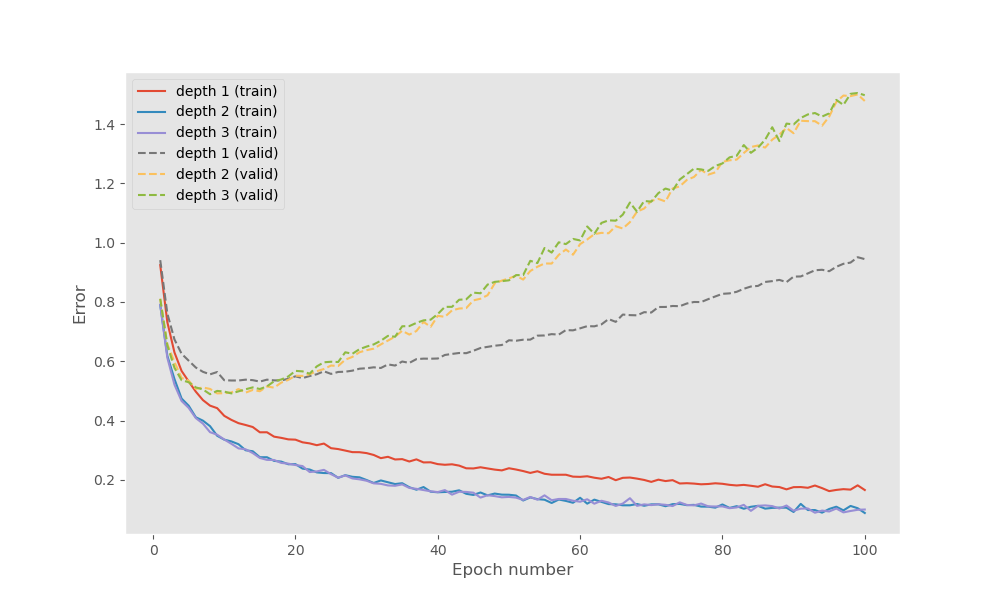 depth 1 (train)
depth 2 (train)
depth 3 (train)
depth 1 (valid)
depth 2 (valid)
depth 3 (valid)
1.4
1.2
1.0
0.8
0.6
0.4
0.2
Error
0 20 40 60 80 100
Epoch number